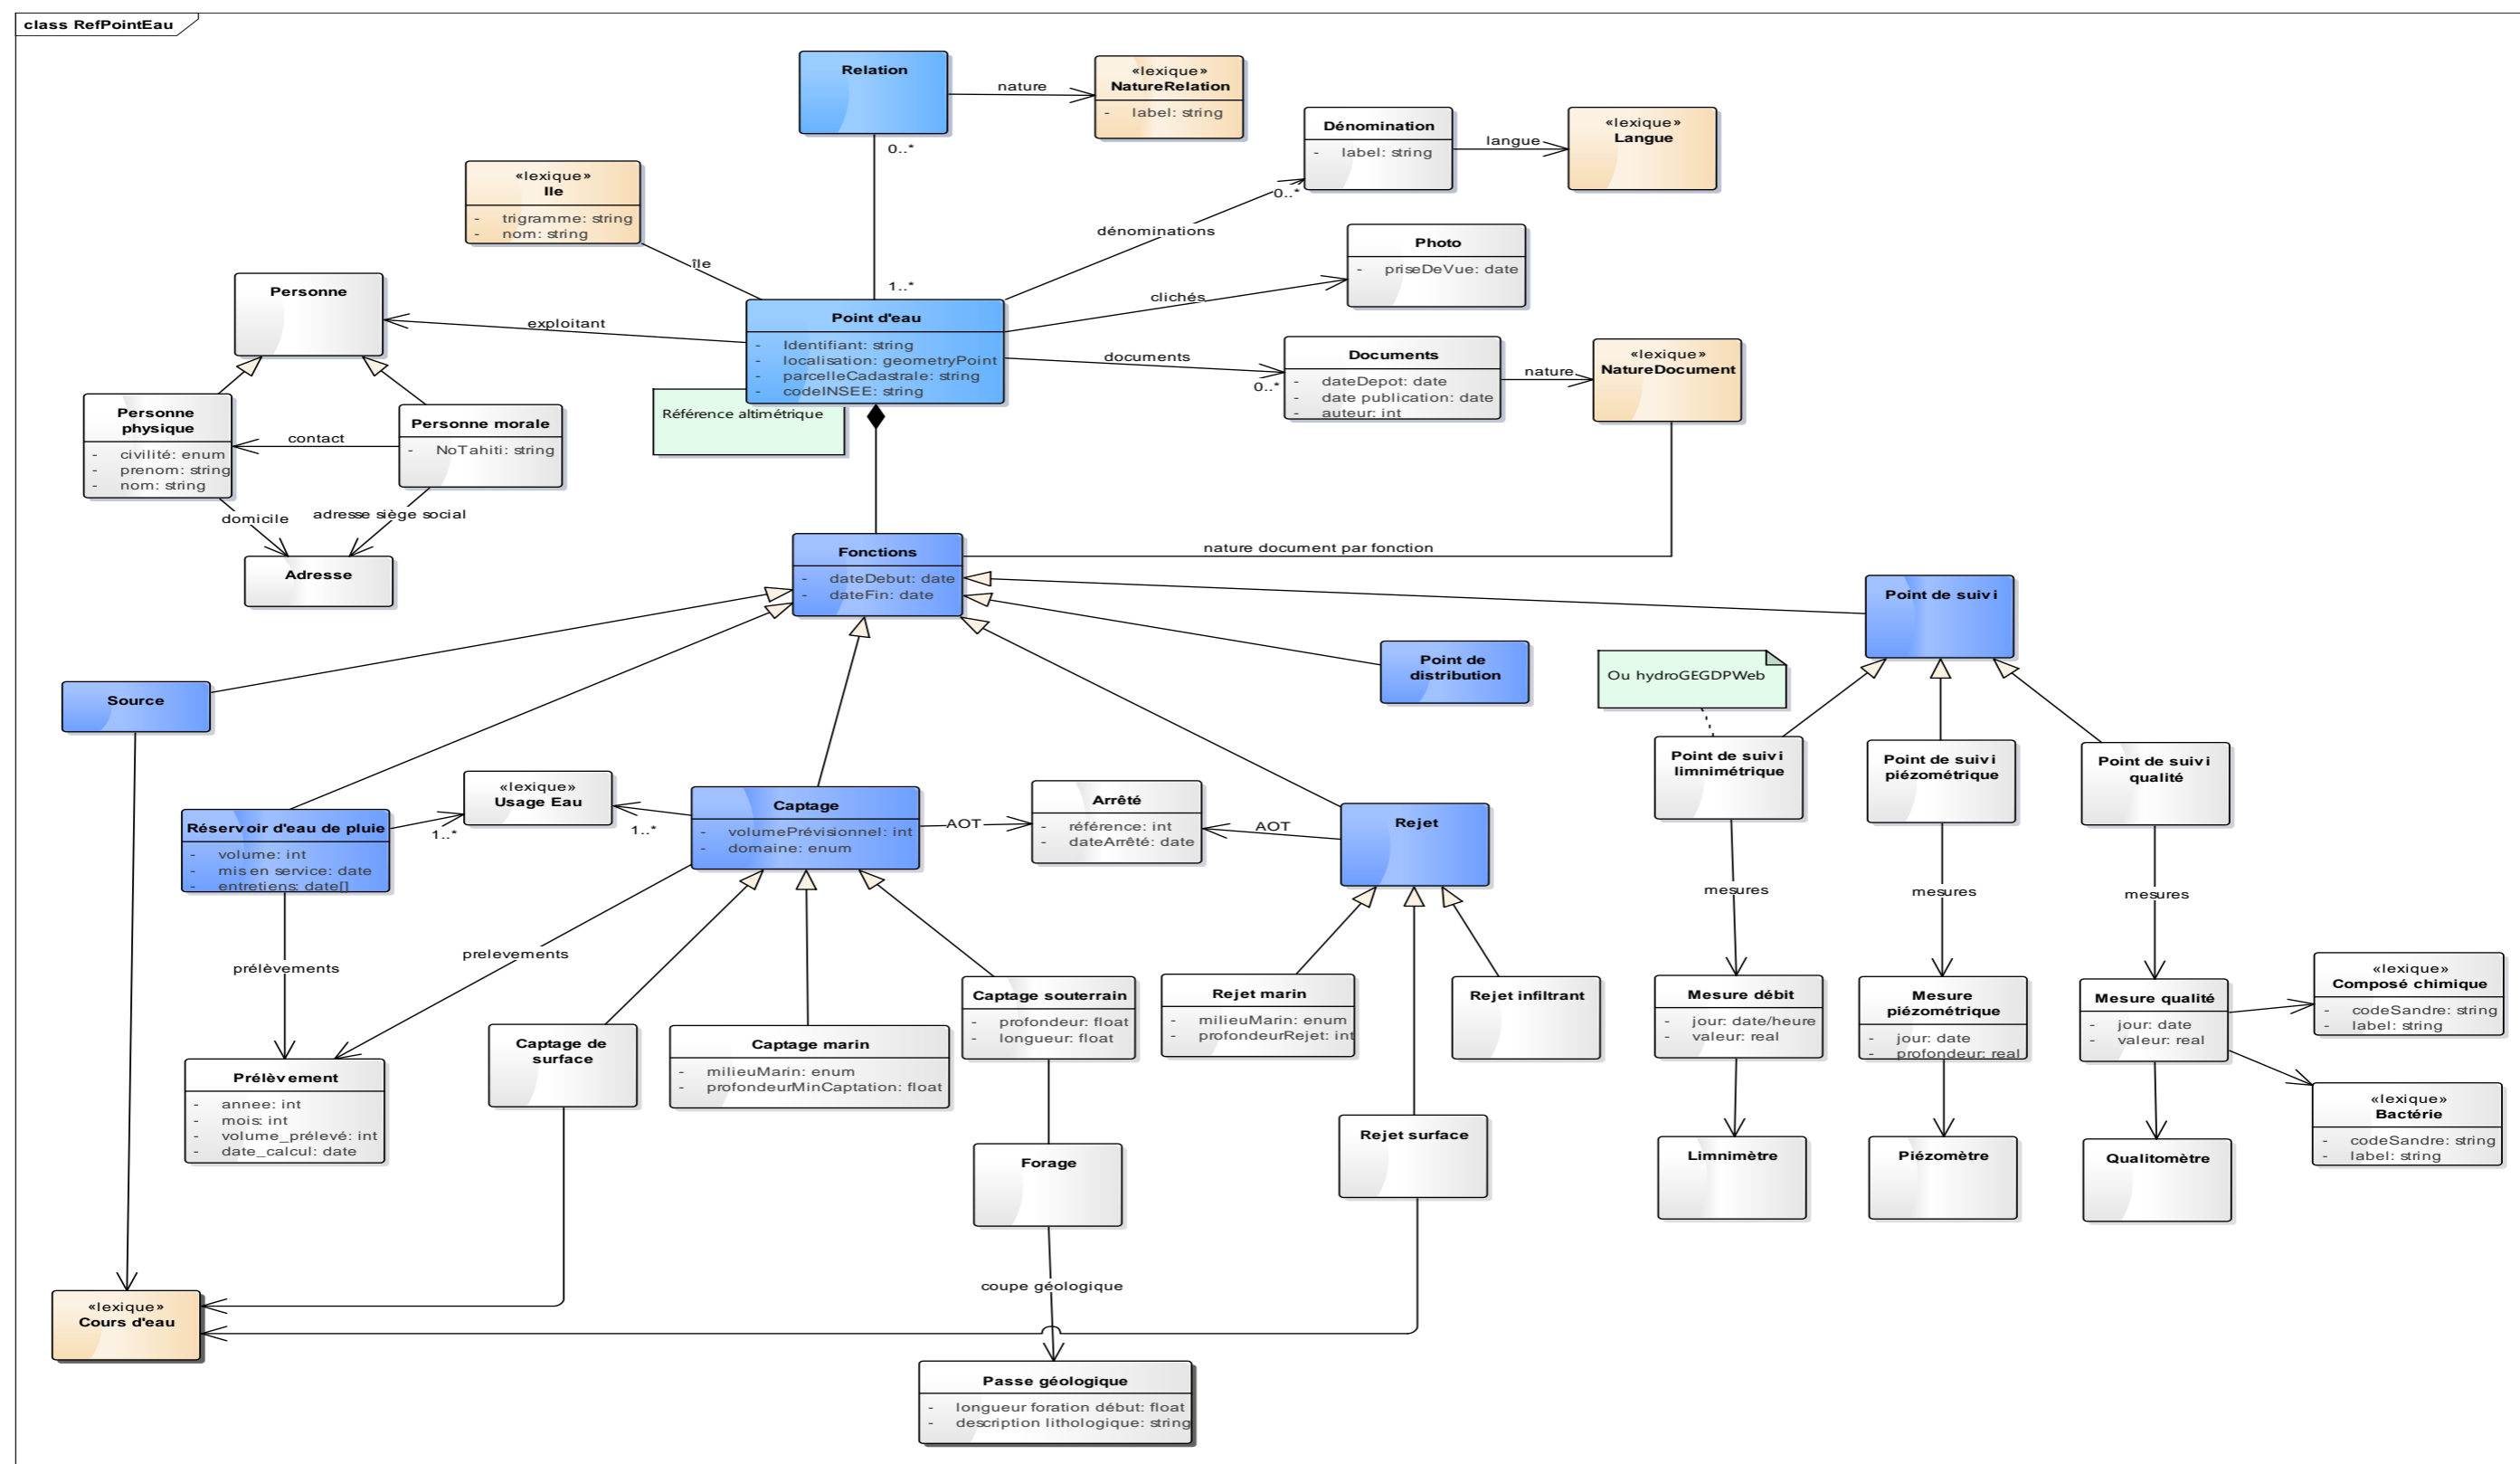 class RefPointEau
Relation
nature
«lexique»
NatureRelation
- label: string
0..*
1..*
Dénomination
- label: string
langue
«lexique»
Langue
«lexique»
Ile
- trigramme: string
- nom: string
île
0..*
dénominations
Photo
- priseDeVue: date
clichés
Personne
exploitant
Point d'eau
- Identifiant: string
- localisation: geometryPoint
- parcelleCadastrale: string
- codeINSEE: string
Référence altimétrique
documents
0..*
Documents
- dateDepot: date
- date publication: date
- auteur: int
nature
«lexique»
NatureDocument
Personne
physique
- civilité: enum
- prenom: string
- nom: string
contact
Personne morale
- NoTahiti: string
domicile
adresse siège social
Adresse
Fonctions
- dateDebut: date
- dateFin: date
nature document par fonction
Point de suivi
Point de
distribution
Ou hydroGEGDPWeb
Source
Point de suivi
limnimétrique
Point de suivi
piézométrique
Point de suivi
qualité
Réservoir d'eau de pluie
- volume: int
- mis en service: date
- entretiens: date[]
1..*
«lexique»
Usage Eau
1..*
Captage
- volumePrévisionnel: int
- domaine: enum
AOT
Arrêté
- référence: int
- dateArrêté: date
AOT
Rejet
mesures
mesures
mesures
prélèvements
prelevements
Captage de
surface
Captage marin
- milieuMarin: enum
- profondeurMinCaptation: float
Captage souterrain
- profondeur: float
- longueur: float
Rejet marin
- milieuMarin: enum
- profondeurRejet: int
Rejet infiltrant
Mesure débit
- jour: date/heure
- valeur: real
Mesure
piézométrique
- jour: date
- profondeur: real
Mesure qualité
- jour: date
- valeur: real
«lexique»
Composé chimique
- codeSandre: string
- label: string
«lexique»
Bactérie
- codeSandre: string
- label: string
Prélèvement
- annee: int
- mois: int
- volume_prélevé: int
- date_calcul: date
Forage
Rejet surface
Limnimètre
Piézomètre
Qualitomètre
coupe géologique
«lexique»
Cours d'eau
Passe géologique
- longueur foration début: float
- description lithologique: string